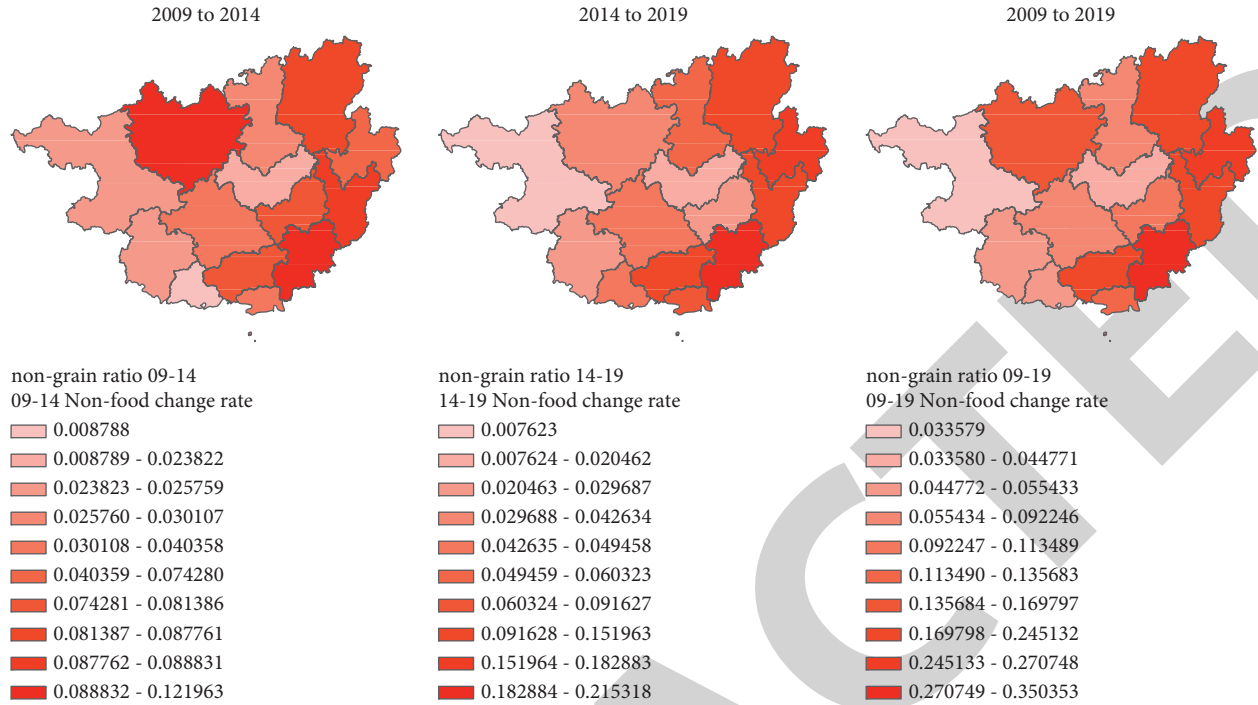 2009 to 2014
2014 to 2019
2009 to 2019
non-grain ratio 09-14
09-14 Non-food change rate
0.008788
0.008789 - 0.023822
0.023823 - 0.025759
0.025760 - 0.030107
0.030108 - 0.040358
0.040359 - 0.074280
0.074281 - 0.081386
0.081387 - 0.087761
0.087762 - 0.088831
0.088832 - 0.121963
non-grain ratio 14-19
14-19 Non-food change rate
0.007623
0.007624 - 0.020462
0.020463 - 0.029687
0.029688 - 0.042634
0.042635 - 0.049458
0.049459 - 0.060323
0.060324 - 0.091627
0.091628 - 0.151963
0.151964 - 0.182883
0.182884 - 0.215318
non-grain ratio 09-19
09-19 Non-food change rate
0.033579
0.033580 - 0.044771
0.044772 - 0.055433
0.055434 - 0.092246
0.092247 - 0.113489
0.113490 - 0.135683
0.135684 - 0.169797
0.169798 - 0.245132
0.245133 - 0.270748
0.270749 - 0.350353